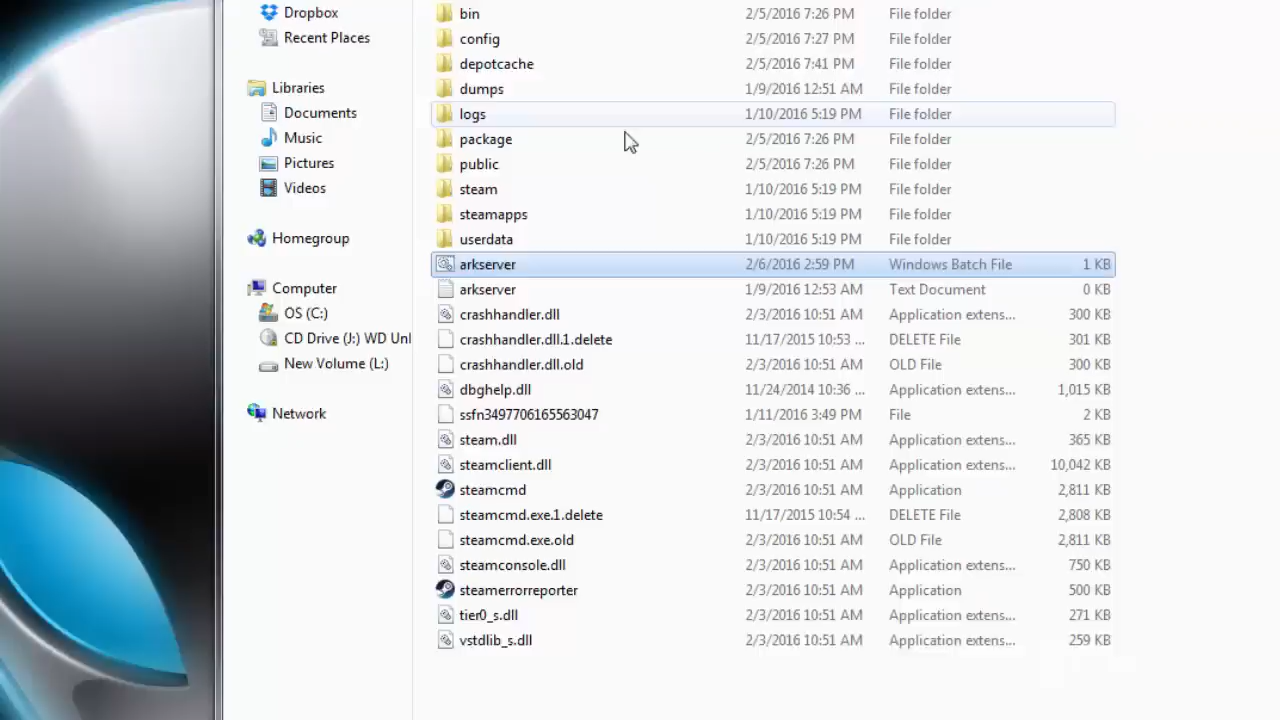 Dropbox
Recent Places
Libraries
Documents
Music
Pictures
Videos
Homegroup
Computer
OS (C:)
CD Drive (J:) WD Unl
New Volume (L:)
Network
bin 2/5/2016 7:26 PM File folder
config 2/5/2016 7:27 PM File folder
depotcache 2/5/2016 7:41 PM File folder
dumps 1/9/2016 12:51 AM File folder
logs 1/10/2016 5:19 PM File folder
package 2/5/2016 7:26 PM File folder
public 2/5/2016 7:26 PM File folder
steam 1/10/2016 5:19 PM File folder
steamapps 1/10/2016 5:19 PM File folder
userdata 1/10/2016 5:19 PM File folder
arkserver 2/6/2016 2:59 PM Windows Batch File 1 KB
arkserver 1/9/2016 12:53 AM Text Document 0 KB
crashhandler.dll 2/3/2016 10:51 AM Application extens... 300 KB
crashhandler.dll.1.delete 11/17/2015 10:53 ... DELETE File 301 KB
crashhandler.dll.old 2/3/2016 10:51 AM OLD File 300 KB
dbghelp.dll 11/24/2014 10:36 ... Application extens... 1,015 KB
ssfn3497706165563047 1/11/2016 3:49 PM File 2 KB
steam.dll 2/3/2016 10:51 AM Application extens... 365 KB
steamclient.dll 2/3/2016 10:51 AM Application extens... 10,042 KB
steamcmd 2/3/2016 10:51 AM Application 2,811 KB
steamcmd.exe.1.delete 11/17/2015 10:54 ... DELETE File 2,808 KB
steamcmd.exe.old 2/3/2016 10:51 AM OLD File 2,811 KB
steamconsole.dll 2/3/2016 10:51 AM Application extens... 750 KB
steamerrorreporter 2/3/2016 10:51 AM Application 500 KB
tier0_s.dll 2/3/2016 10:51 AM Application extens... 271 KB
vstdlib_s.dll 2/3/2016 10:51 AM Application extens... 259 KB